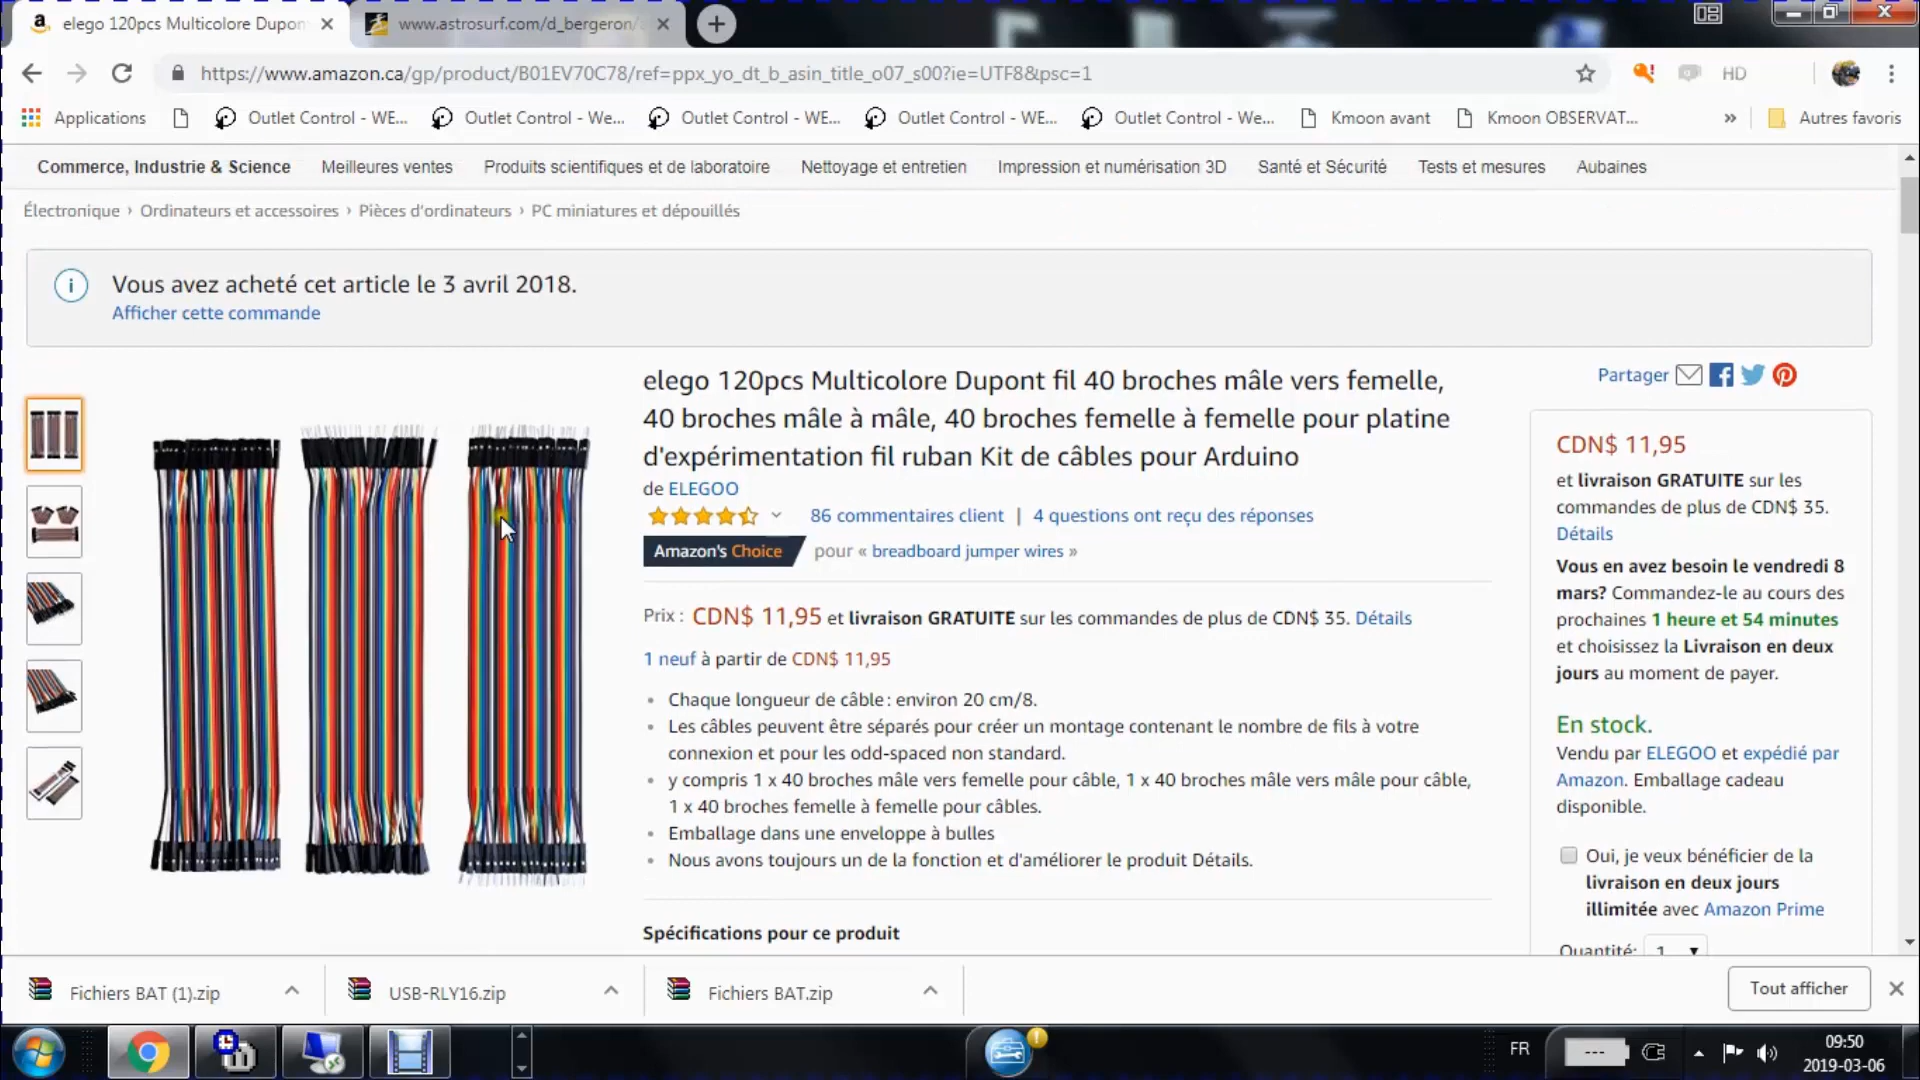 elego 120pcs Multicolore Dupon
www.astrosurf.com/d_bergeron/
https://www.amazon.ca/gp/product/B01EV70C78/ref=ppx_yo_dt_b_asin_title_o07_s00?ie=UTF8&psc=1
HD
Applications
Outlet Control - WE...
Outlet Control - We...
Outlet Control - WE...
Outlet Control - WE...
Outlet Control - We...
Kmoon avant
Kmoon OBSERVAT...
»
Autres favoris
Commerce, Industrie & Science
Meilleures ventes
Produits scientifiques et de laboratoire
Nettoyage et entretien
Impression et numérisation 3D
Santé et Sécurité
Tests et mesures
Aubaines
Électronique › Ordinateurs et accessoires › Pièces d'ordinateurs › PC miniatures et dépouillés
Vous avez acheté cet article le 3 avril 2018.
Afficher cette commande
elego 120pcs Multicolore Dupont fil 40 broches mâle vers femelle,
40 broches mâle à mâle, 40 broches femelle à femelle pour platine
d'expérimentation fil ruban Kit de câbles pour Arduino
de ELEGOO
86 commentaires client | 4 questions ont reçu des réponses
Amazon's Choice pour « breadboard jumper wires »
Prix : CDN$ 11,95 et livraison GRATUITE sur les commandes de plus de CDN$ 35. Détails
1 neuf à partir de CDN$ 11,95
• Chaque longueur de câble : environ 20 cm/8.
• Les câbles peuvent être séparés pour créer un montage contenant le nombre de fils à votre
connexion et pour les odd-spaced non standard.
• y compris 1 x 40 broches mâle vers femelle pour câble, 1 x 40 broches mâle vers mâle pour câble,
1 x 40 broches femelle à femelle pour câbles.
• Emballage dans une enveloppe à bulles
• Nous avons toujours un de la fonction et d'améliorer le produit Détails.
Spécifications pour ce produit
Partager
CDN$ 11,95
et livraison GRATUITE sur les
commandes de plus de CDN$ 35.
Détails
Vous en avez besoin le vendredi 8
mars? Commandez-le au cours des
prochaines 1 heure et 54 minutes
et choisissez la Livraison en deux
jours au moment de payer.
En stock.
Vendu par ELEGOO et expédié par
Amazon. Emballage cadeau
disponible.
Oui, je veux bénéficier de la
livraison en deux jours
illimitée avec Amazon Prime
Quantité: 1
Fichiers BAT (1).zip
USB-RLY16.zip
Fichiers BAT.zip
Tout afficher
FR
---
09:50
2019-03-06